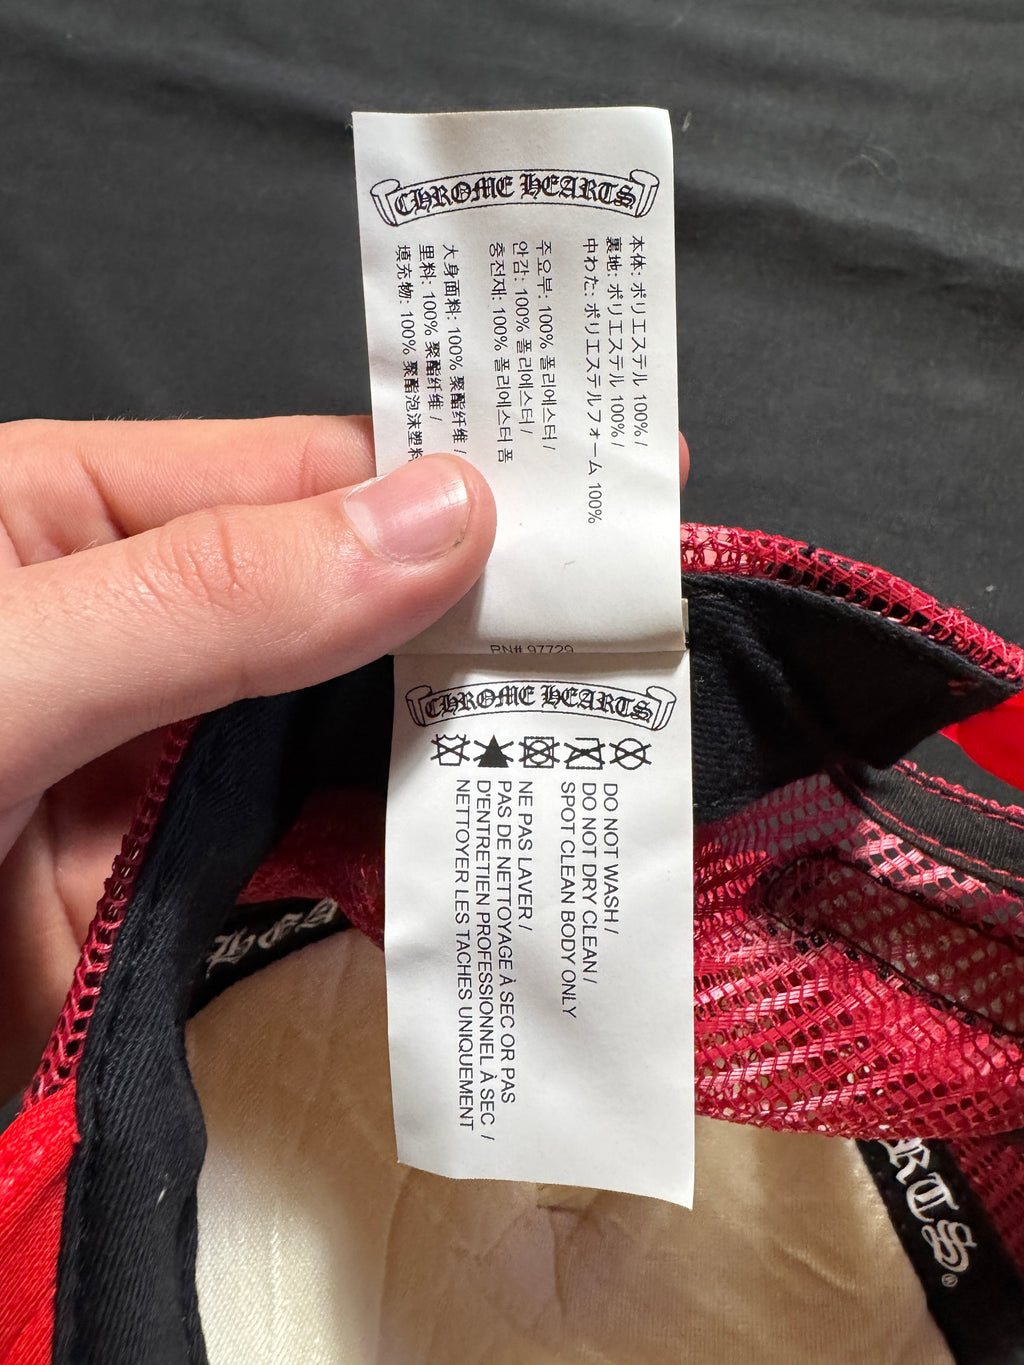 CHROME HEARTS
本体: ポリエステル 100% /
裏地: ポリエステル 100% /
中わた: ポリエステルフォーム 100%
주요부: 100% 폴리에스터 /
안감: 100% 폴리에스터 /
충전재: 100% 폴리에스터 폼
大身面料: 100% 聚酯纤维 /
里料: 100% 聚酯纤维 /
填充物: 100% 聚酯泡沫塑料
RN# 97729
CHROME HEARTS
DO NOT WASH /
DO NOT DRY CLEAN /
SPOT CLEAN BODY ONLY
NE PAS LAVER /
PAS DE NETTOYAGE À SEC OR PAS
D'ENTRETIEN PROFESSIONNEL À SEC /
NETTOYER LES TACHES UNIQUEMENT
RTS®